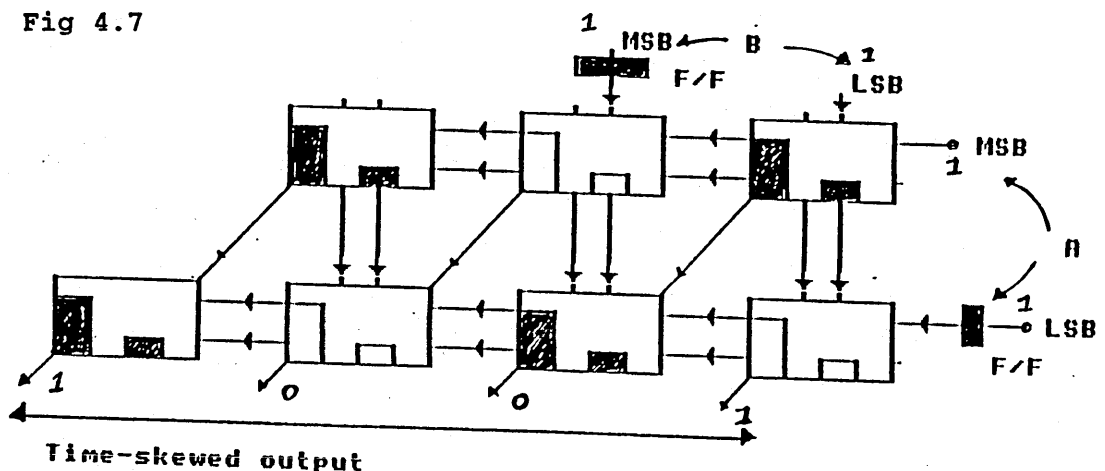 Fig 4.7
1
MSB B 1
F/F LSB
MSB
1
A
1
LSB
F/F
1 0 0 1
Time-skewed output